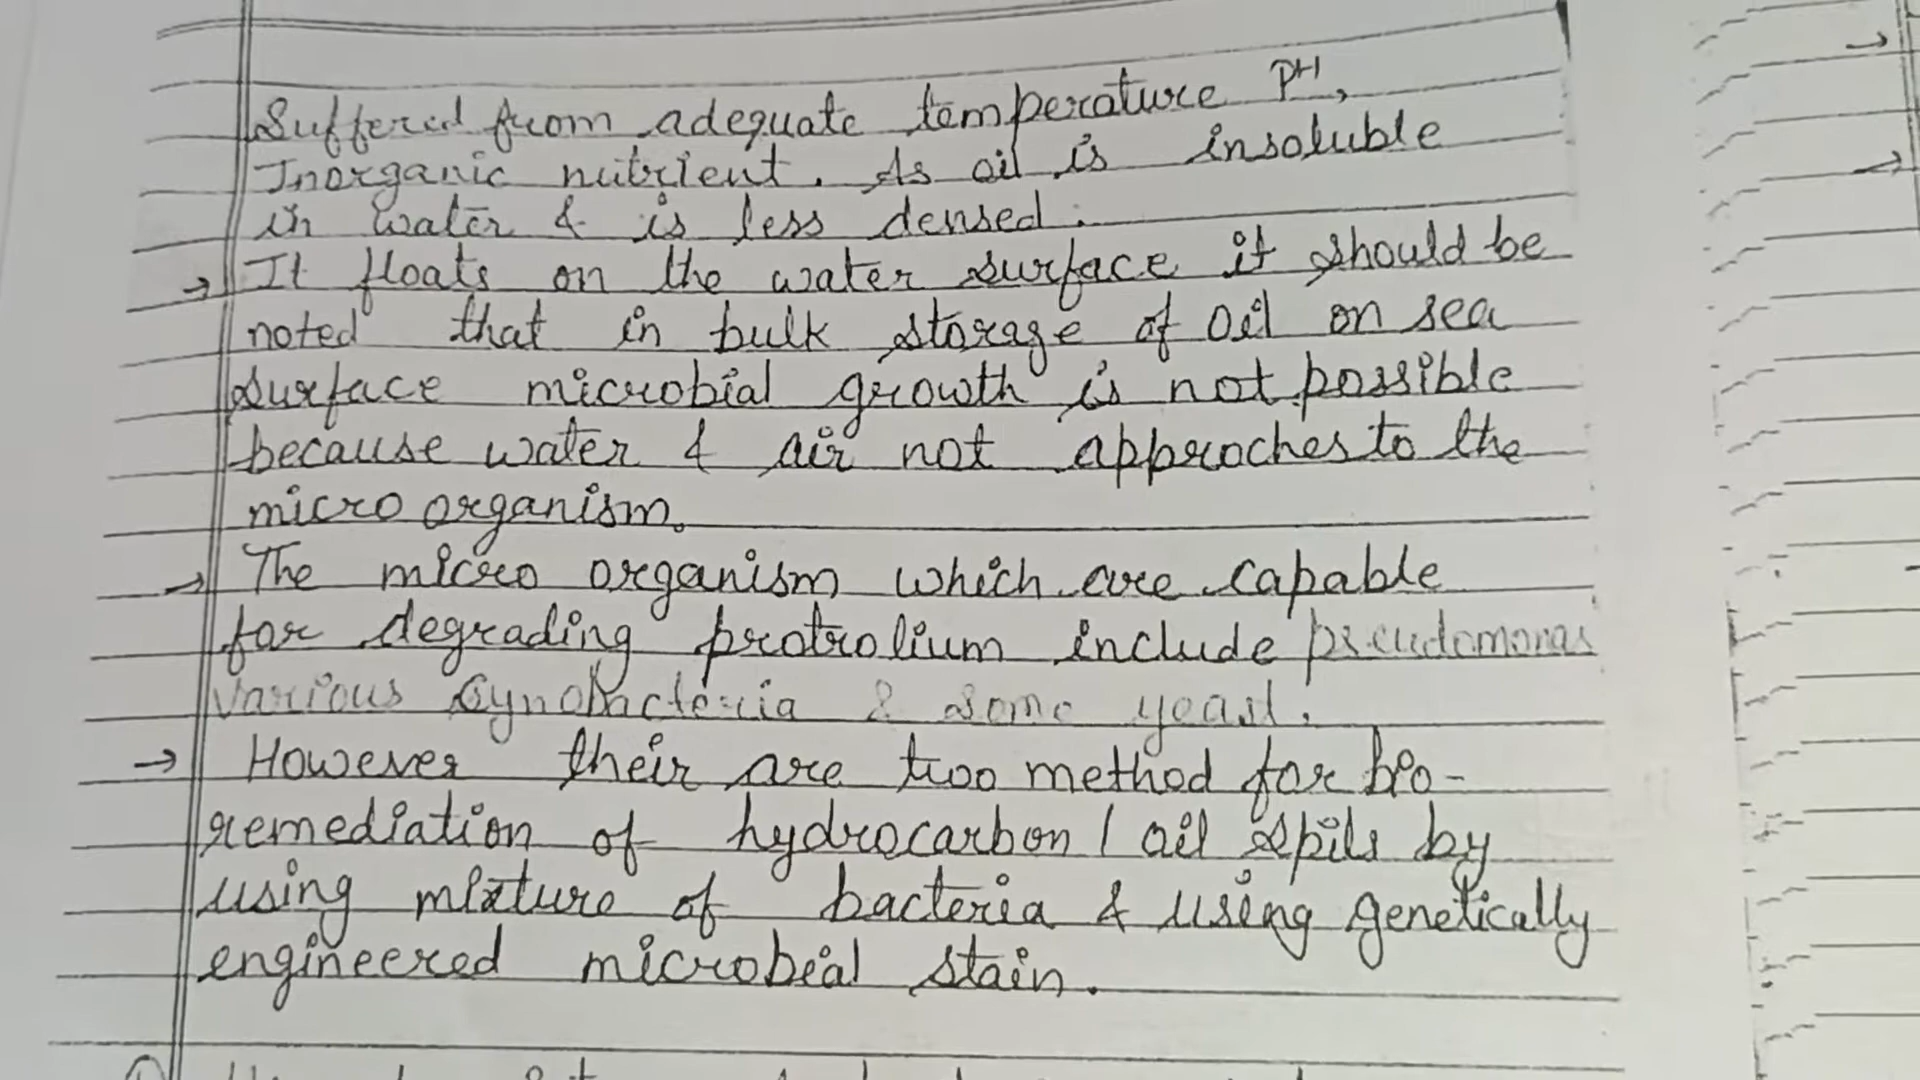 Suffered from adequate temperature PH,
Inorganic nutrient. As oil is insoluble
in water & is less densed.
→ It floats on the water surface it should be
noted that in bulk storage of oil on sea
surface microbial growth is not possible
because water & air not approches to the
micro organism.
→ The micro organism which are capable
for degrading protrolium include pseudomonas
various cynobacteria & some yeast.
→ However their are two method for bio-
remediation of hydrocarbon / oil spils by
using mixture of bacteria & using genetically
engineered microbial stain.